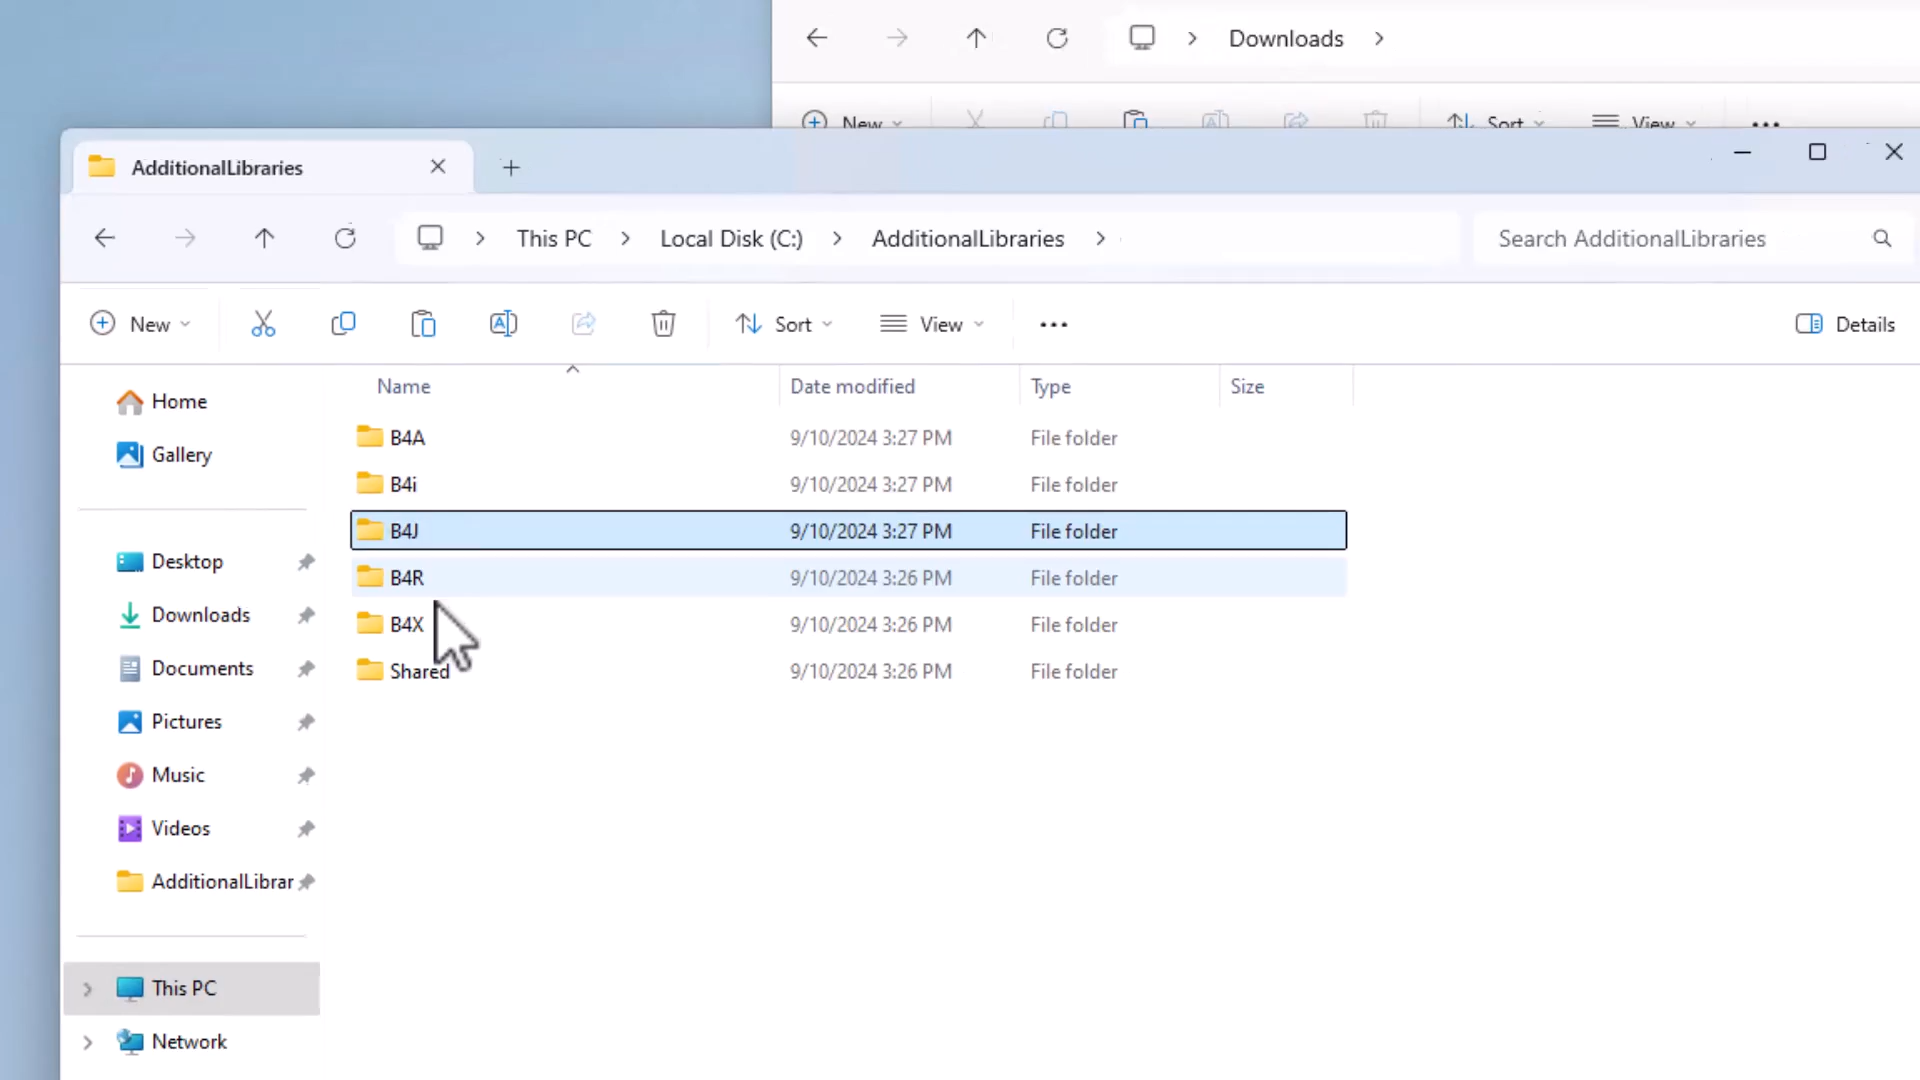 Downloads
New Sort View
AdditionalLibraries
This PC Local Disk (C:) AdditionalLibraries Search AdditionalLibraries
New Sort View Details
Name Date modified Type Size
Home
Gallery
Desktop
Downloads
Documents
Pictures
Music
Videos
AdditionalLibrar
This PC
Network
B4A 9/10/2024 3:27 PM File folder
B4i 9/10/2024 3:27 PM File folder
B4J 9/10/2024 3:27 PM File folder
B4R 9/10/2024 3:26 PM File folder
B4X 9/10/2024 3:26 PM File folder
Shared 9/10/2024 3:26 PM File folder